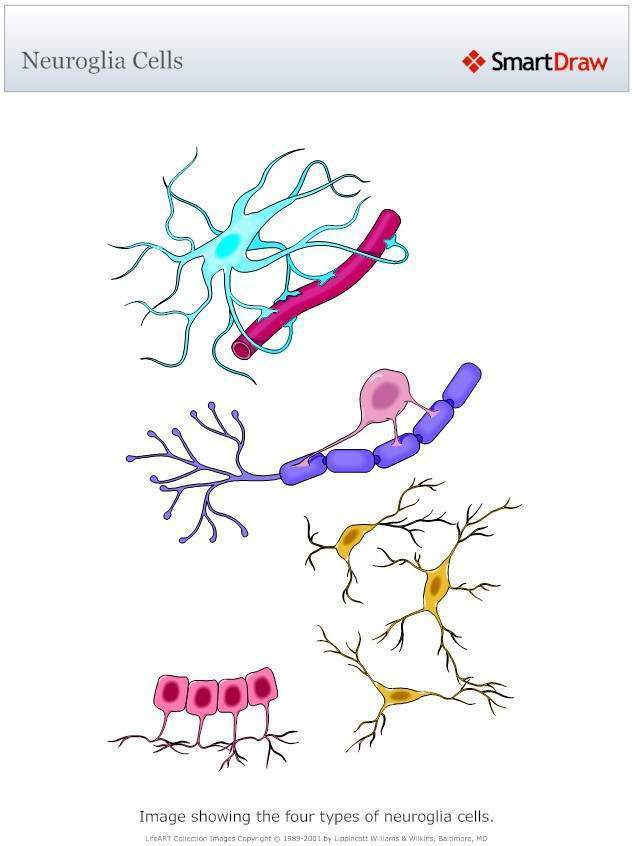 Neuroglia Cells
SmartDraw
Image showing the four types of neuroglia cells.
LifeART Collection Images Copyright © 1989-2001 by Lippincott Williams & Wilkins, Baltimore, MD